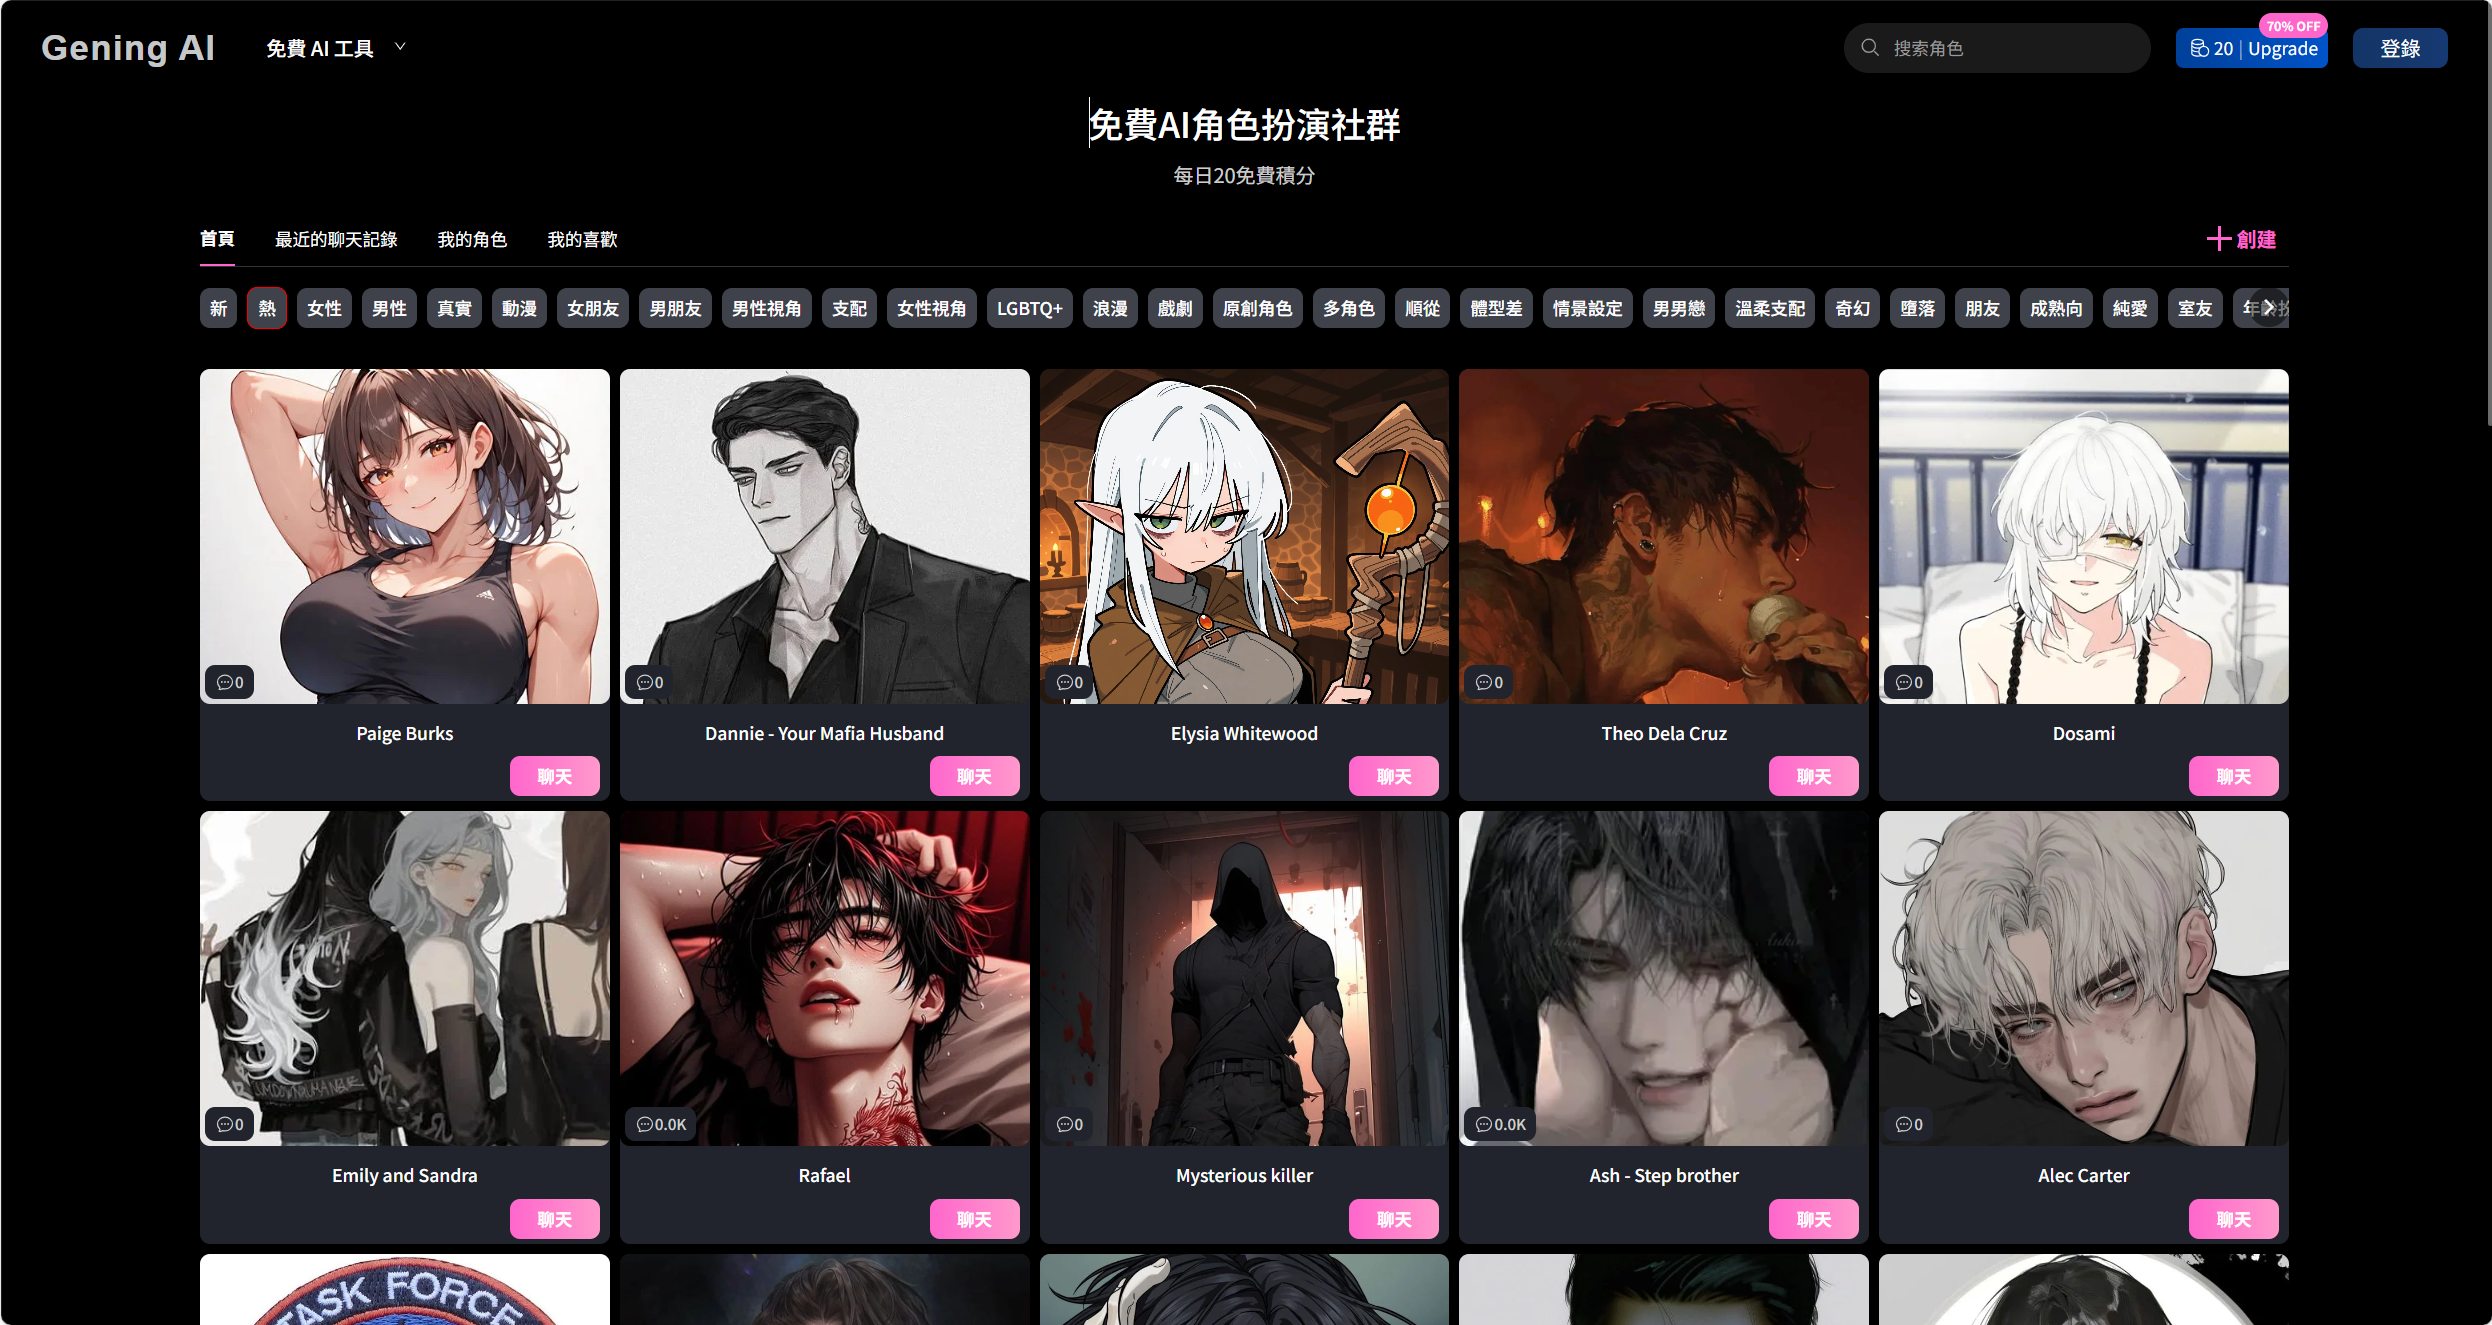 Gening AI
免費 AI 工具
搜索角色
70% OFF
20 | Upgrade
登錄
免費AI角色扮演社群
每日20免費積分
首頁
最近的聊天記錄
我的角色
我的喜歡
創建
新
熱
女性
男性
真實
動漫
女朋友
男朋友
男性視角
支配
女性視角
LGBTQ+
浪漫
戲劇
原創角色
多角色
順從
體型差
情景設定
男男戀
溫柔支配
奇幻
墮落
朋友
成熟向
純愛
室友
0
0
0
0
0
Paige Burks
Dannie - Your Mafia Husband
Elysia Whitewood
Theo Dela Cruz
Dosami
聊天
聊天
聊天
聊天
聊天
0
0.0K
0
0.0K
0
Emily and Sandra
Rafael
Mysterious killer
Ash - Step brother
Alec Carter
聊天
聊天
聊天
聊天
聊天
TASK FORCE